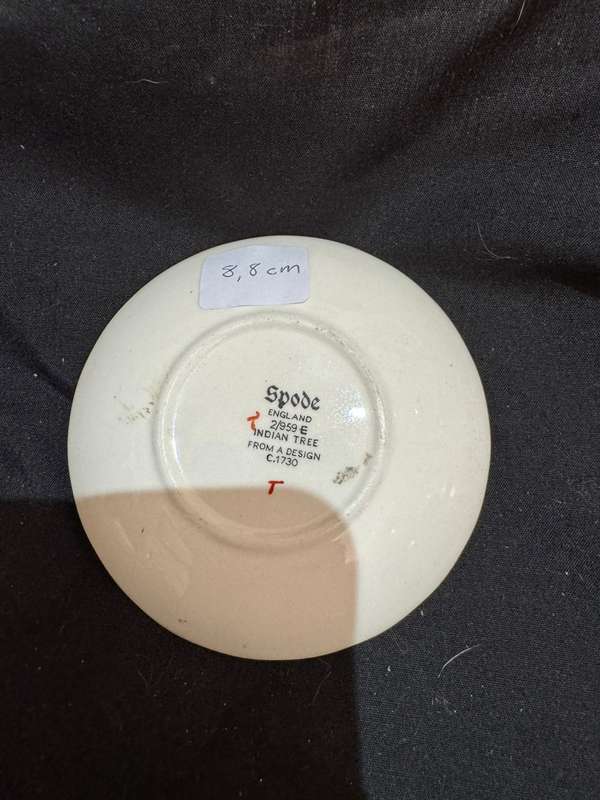 8,8 cm
Spode
ENGLAND
2/959 E
INDIAN TREE
FROM A DESIGN
C.1730
T